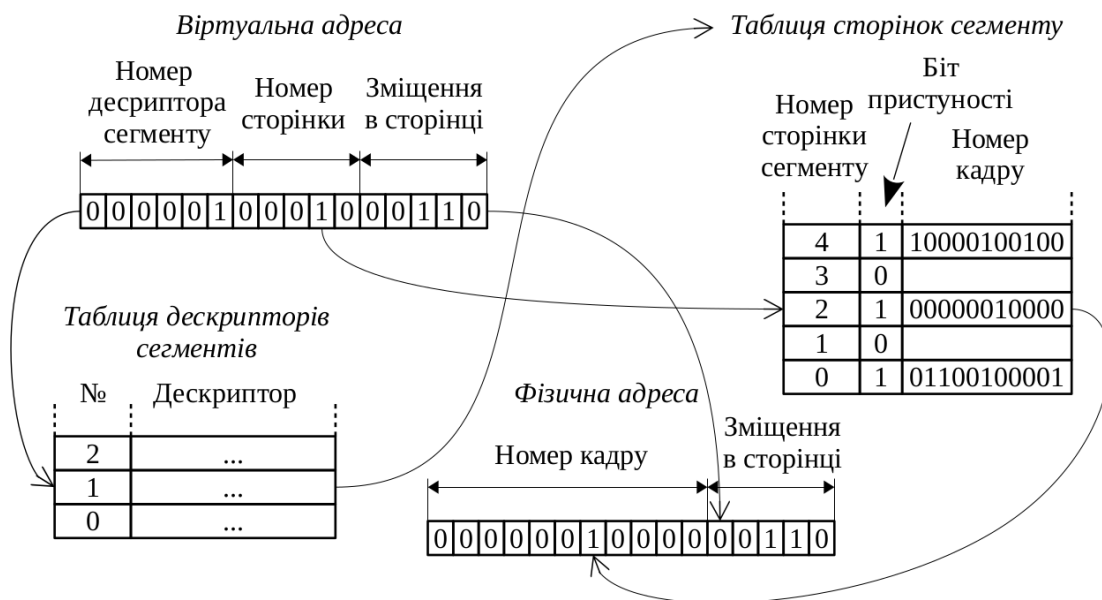 Віртуальна адреса
Номер
десриптора
сегменту
Номер
сторінки
Зміщення
в сторінці
0 0 0 0 0 1 0 0 0 1 0 0 0 1 1 0
Таблиця сторінок сегменту
Біт
пристуності
Номер
сторінки
сегменту
Номер
кадру
4 1 10000100100
3 0
2 1 00000010000
1 0
0 1 01100100001
Таблиця дескрипторів
сегментів
№ Дескриптор
2 ...
1 ...
0 ...
Фізична адреса
Номер кадру
Зміщення
в сторінці
0 0 0 0 0 0 1 0 0 0 0 0 0 1 1 0